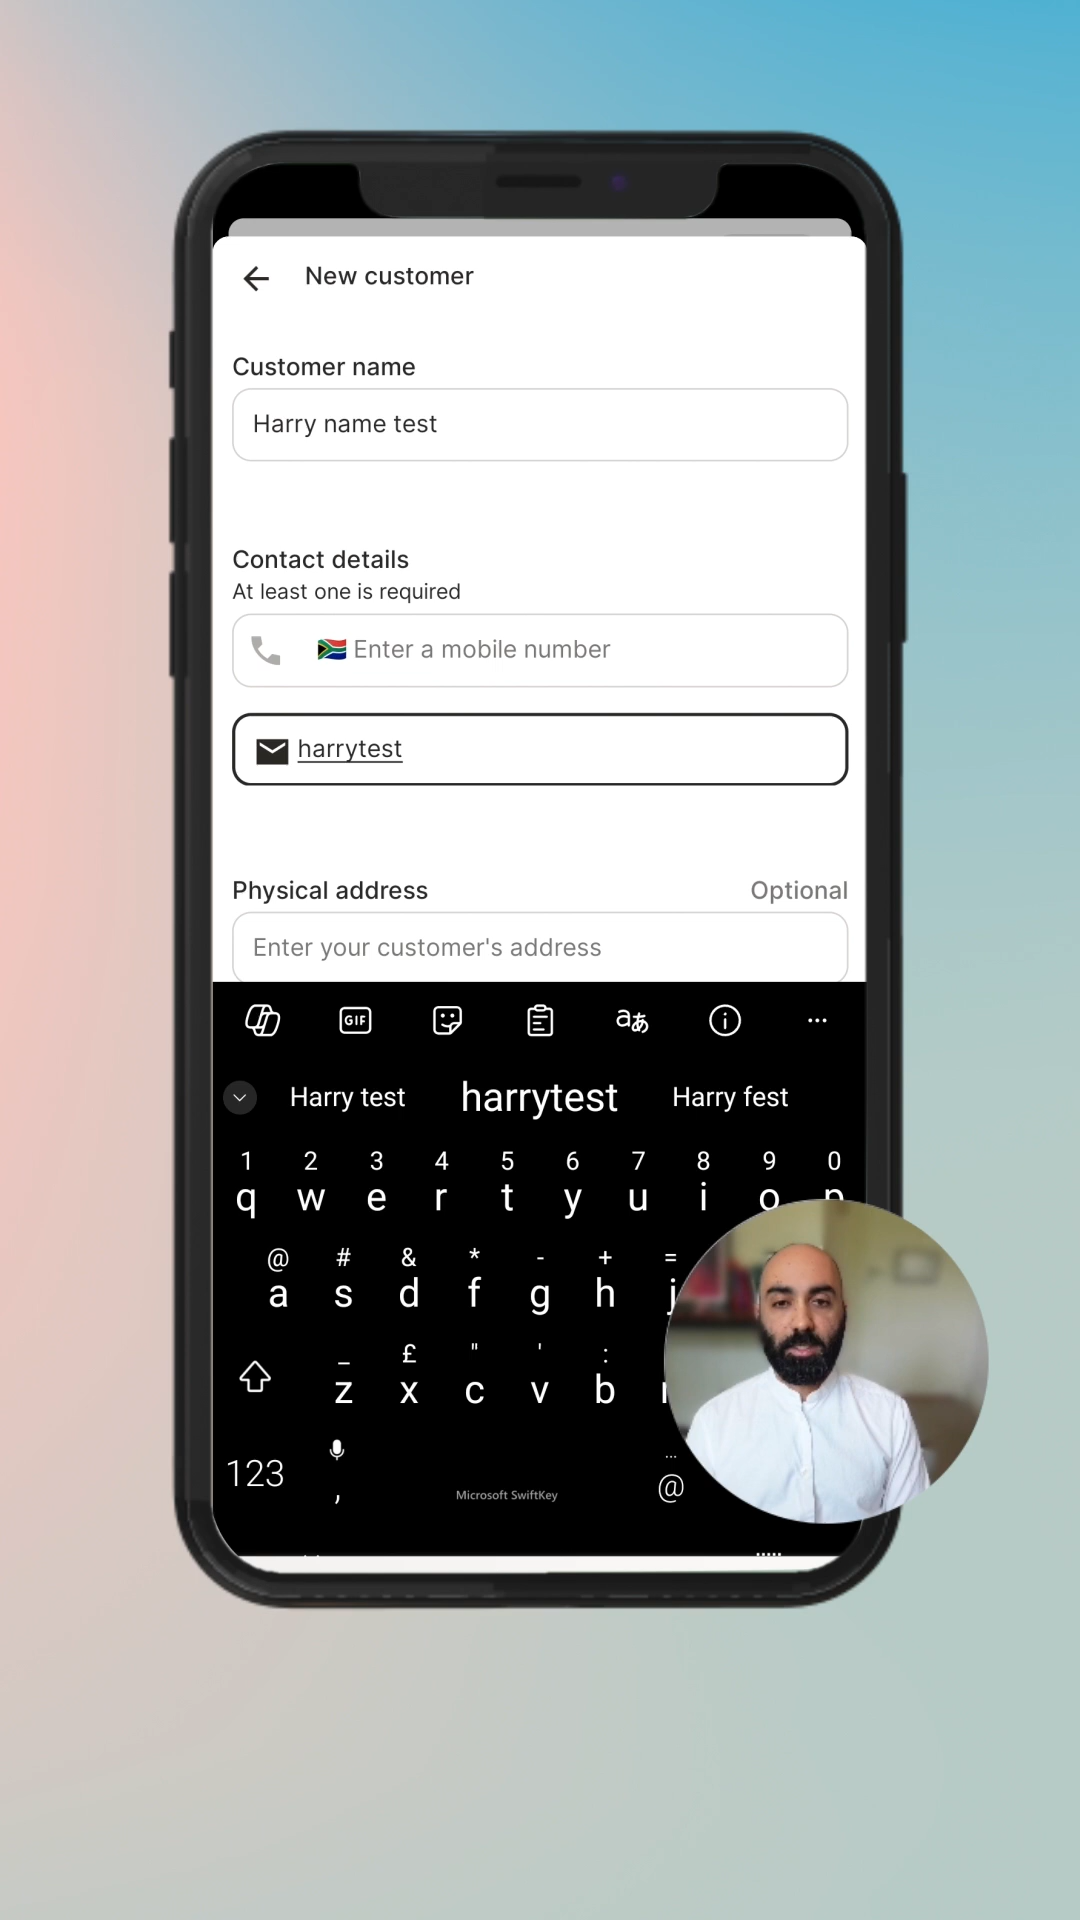 New customer
Customer name
Harry name test
Contact details
At least one is required
Enter a mobile number
harrytest
Physical address Optional
Enter your customer's address
GIF aあ i ...
Harry test harrytest Harry fest
1 2 3 4 5 6 7 8 9 0
q w e r t y u i o p
@ # & * - + =
a s d f g h j
_ £ " ' :
z x c v b
123 , Microsoft SwiftKey ... @